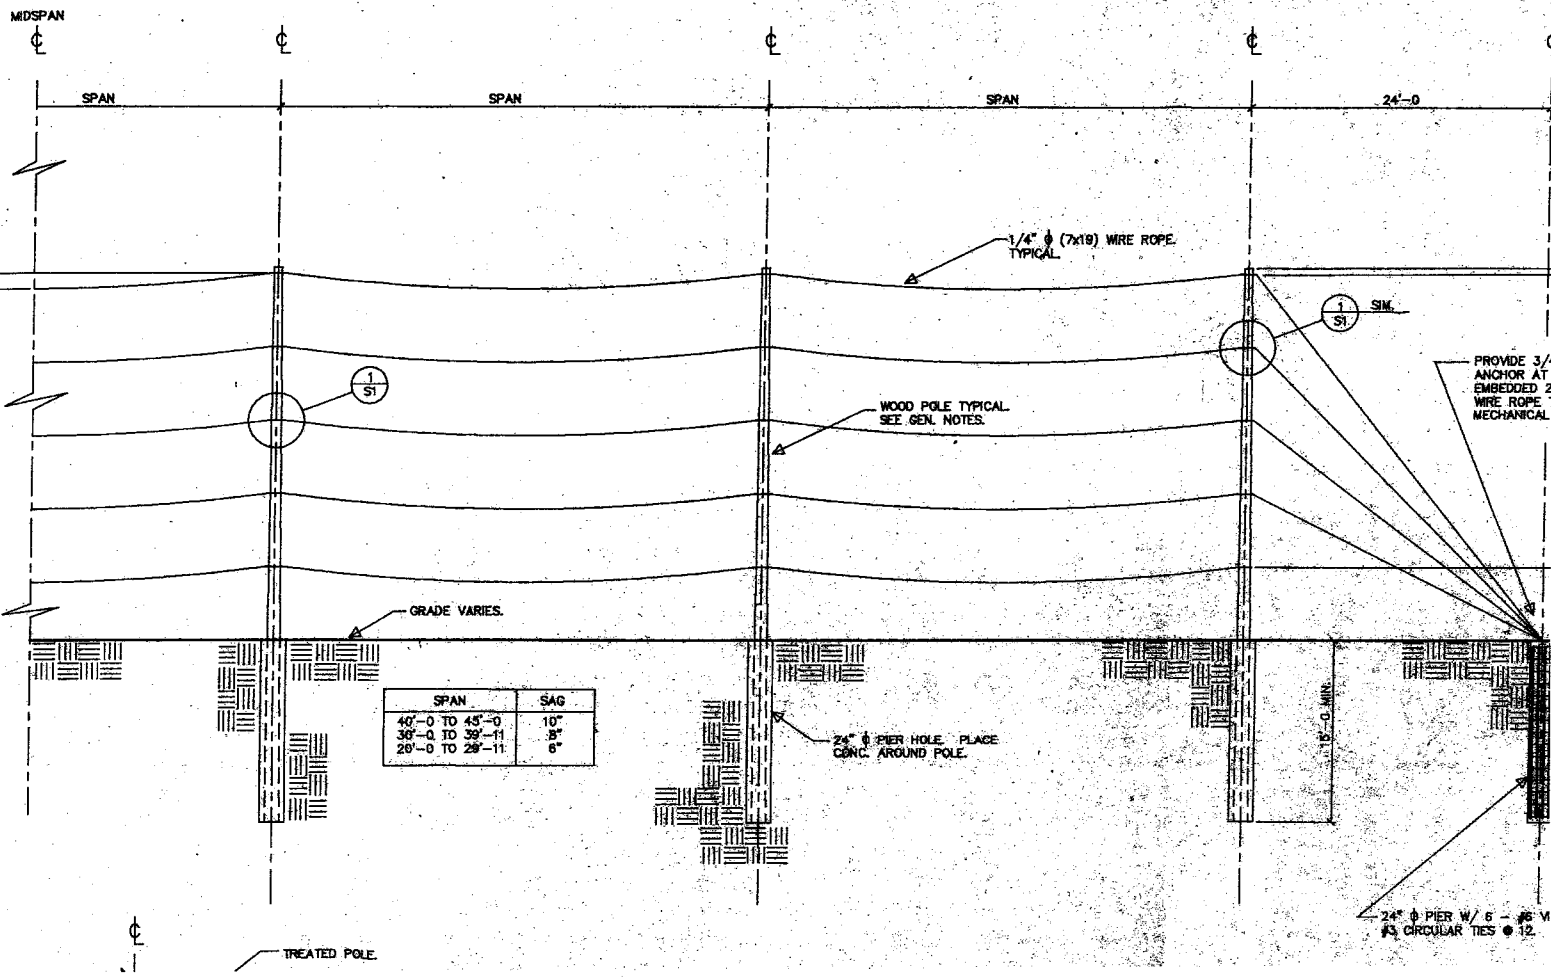 MIDSPAN
SPAN
SPAN
SPAN
24'-0
1/4" ϕ (7x19) WIRE ROPE.
TYPICAL.
1
S1
SIM.
PROVIDE 3/4
ANCHOR AT
EMBEDDED 2
WIRE ROPE
MECHANICAL
1
S1
WOOD POLE TYPICAL.
SEE GEN. NOTES.
GRADE VARIES.
SPAN SAG
40'-0 TO 45'-0 10"
30'-0 TO 39'-11 8"
20'-0 TO 29'-11 6"
24" ϕ PIER HOLE. PLACE
CONC. AROUND POLE.
15'-0 MIN.
24" ϕ PIER W/ 6 - #6
#3 CIRCULAR TIES @ 12
TREATED POLE.